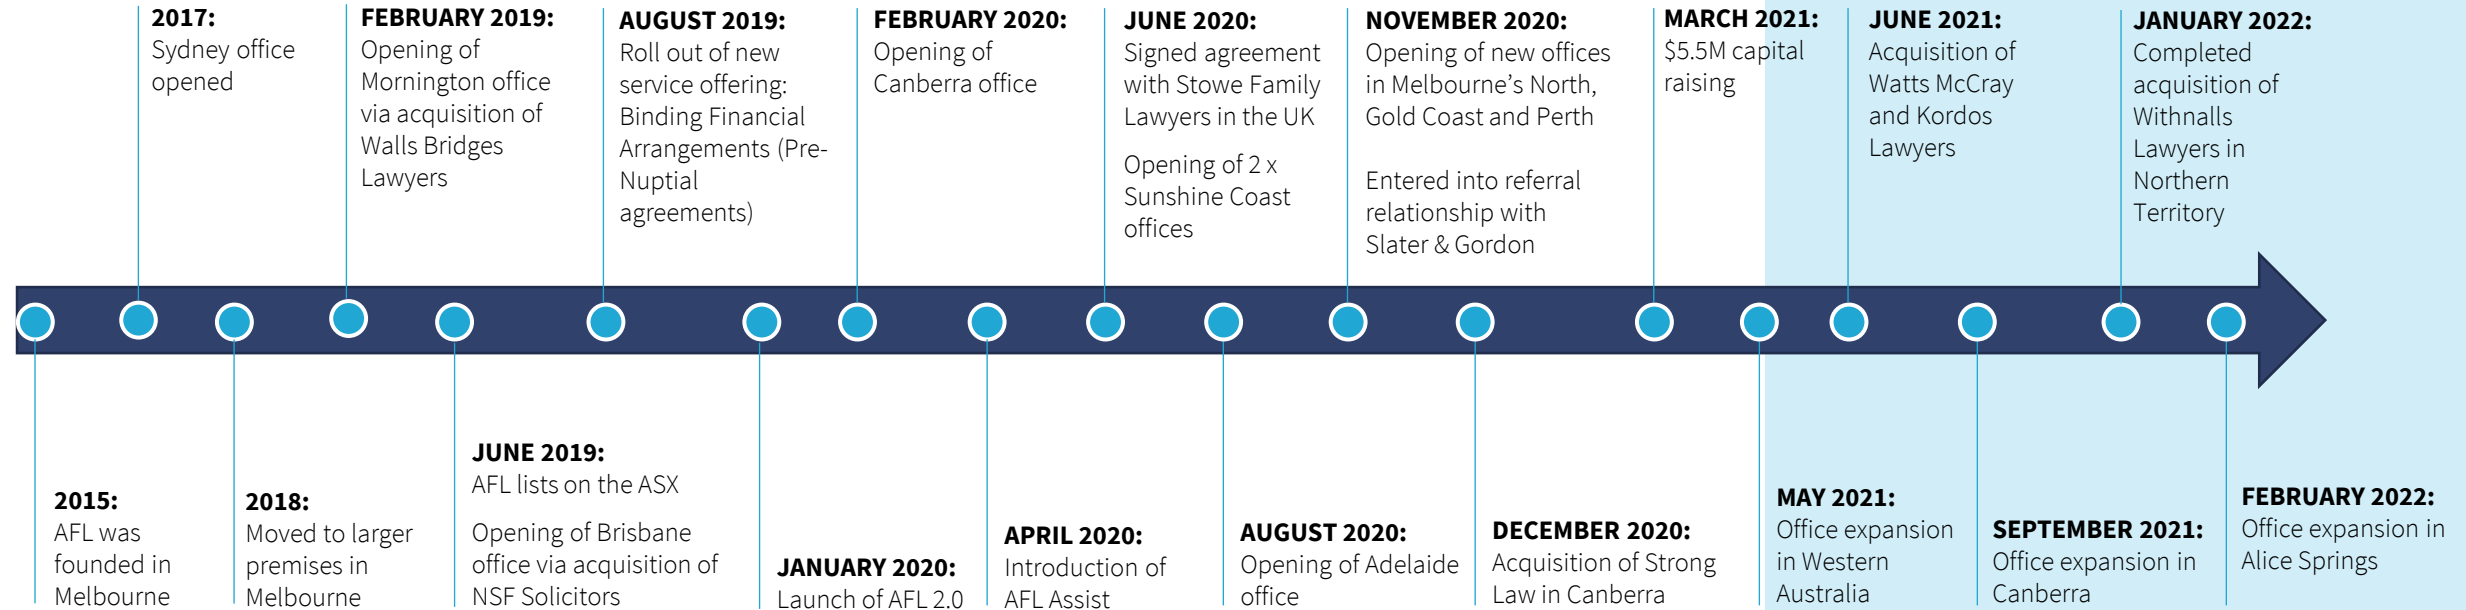 2017:
Sydney office
opened
FEBRUARY 2019:
Opening of
Mornington office
via acquisition of
Walls Bridges
Lawyers
AUGUST 2019:
Roll out of new
service offering:
Binding Financial
Arrangements (Pre-
Nuptial
agreements)
FEBRUARY 2020:
Opening of
Canberra office
JUNE 2020:
Signed agreement
with Stowe Family
Lawyers in the UK
Opening of 2 x
Sunshine Coast
offices
NOVEMBER 2020:
Opening of new offices
in Melbourne's North,
Gold Coast and Perth
Entered into referral
relationship with
Slater & Gordon
MARCH 2021:
$5.5M capital
raising
JUNE 2021:
Acquisition of
Watts McCray
and Kordos
Lawyers
JANUARY 2022:
Completed
acquisition of
Withnalls
Lawyers in
Northern
Territory
2015:
AFL was
founded in
Melbourne
2018:
Moved to larger
premises in
Melbourne
JUNE 2019:
AFL lists on the ASX
Opening of Brisbane
office via acquisition of
NSF Solicitors
JANUARY 2020:
Launch of AFL 2.0
APRIL 2020:
Introduction of
AFL Assist
AUGUST 2020:
Opening of Adelaide
office
DECEMBER 2020:
Acquisition of Strong
Law in Canberra
MAY 2021:
Office expansion
in Western
Australia
SEPTEMBER 2021:
Office expansion in
Canberra
FEBRUARY 2022:
Office expansion in
Alice Springs